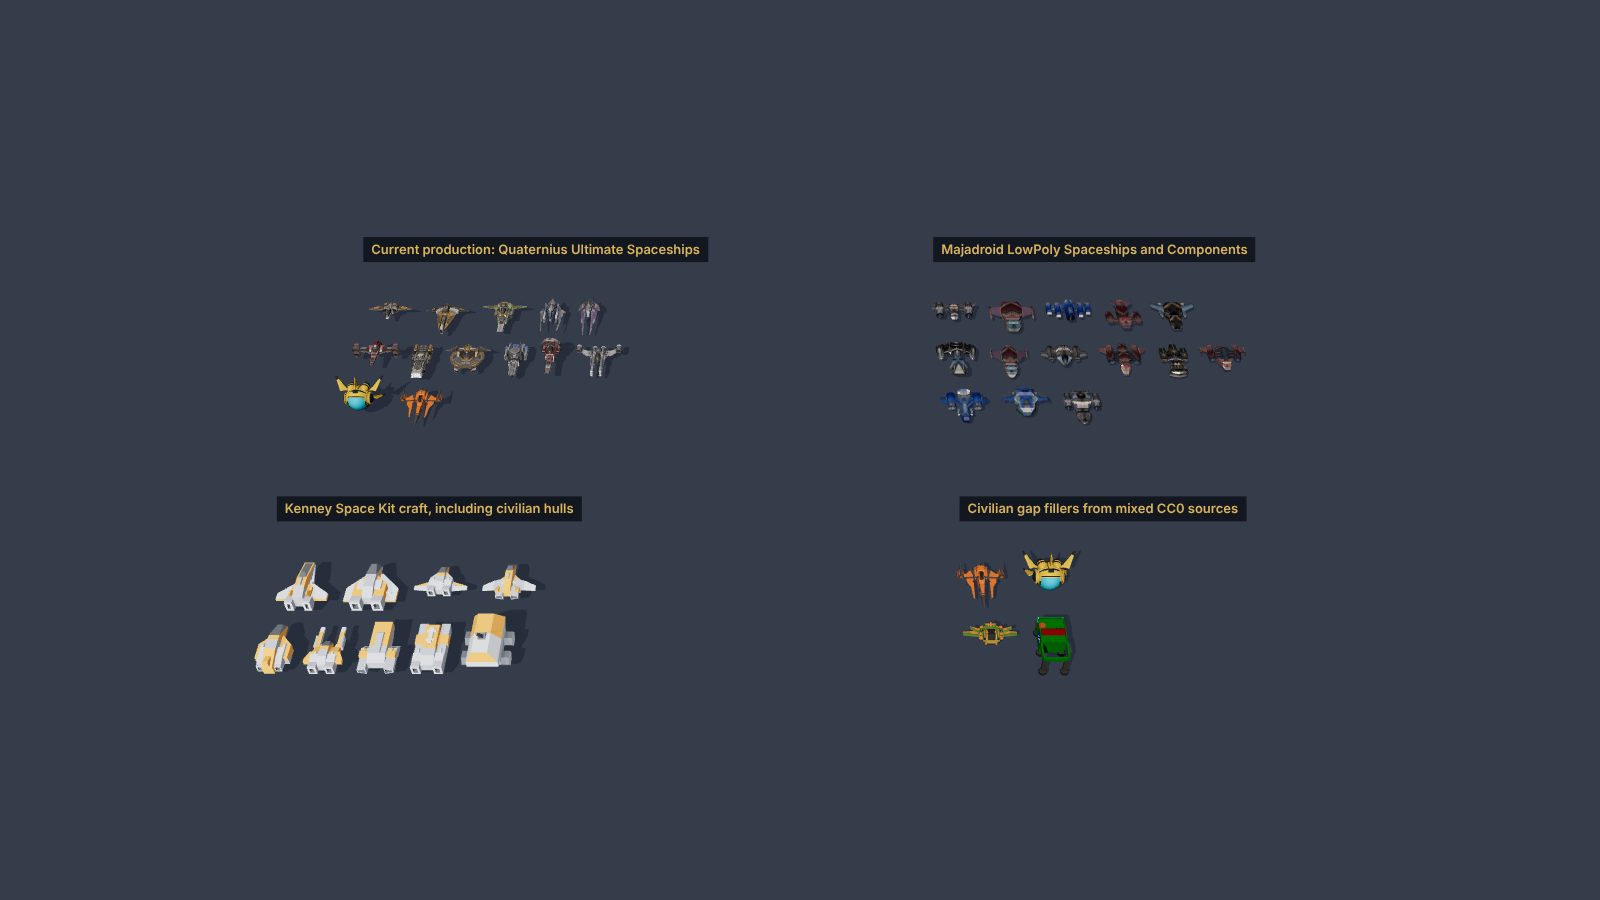 Current production: Quaternius Ultimate Spaceships
Majadroid LowPoly Spaceships and Components
Kenney Space Kit craft, including civilian hulls
Civilian gap fillers from mixed CC0 sources